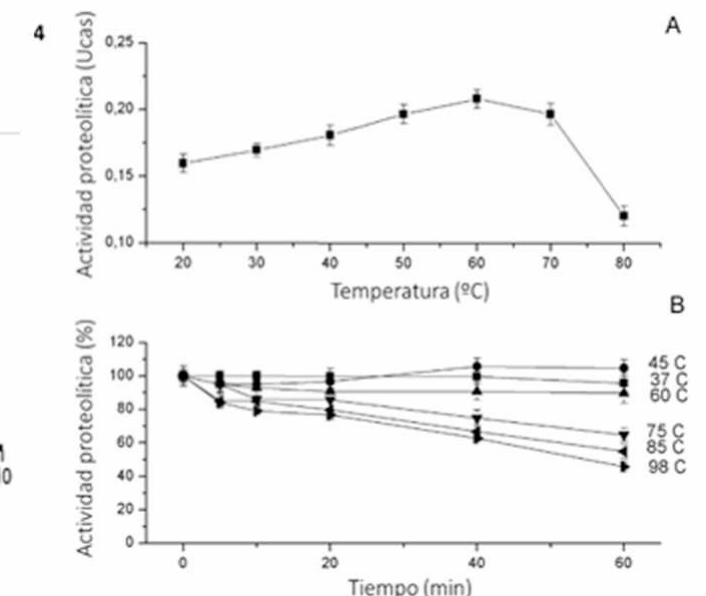 4
A
Actividad proteolítica (Ucas)
0,25
0,20
0,15
0,10
20 30 40 50 60 70 80
Temperatura (ºC)
B
Actividad proteolítica (%)
120
100
80
60
40
20
0
45 C
37 C
60 C
75 C
85 C
98 C
0 20 40 60
Tiempo (min)